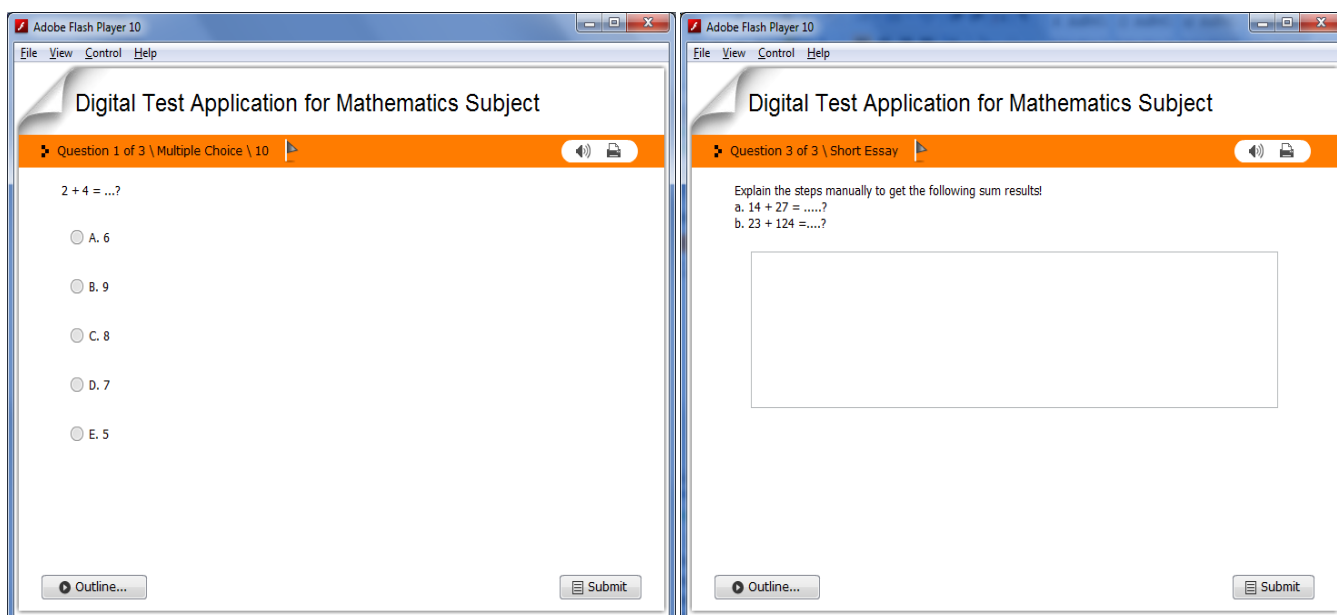 Adobe Flash Player 10
File View Control Help
Digital Test Application for Mathematics Subject
Question 1 of 3 \ Multiple Choice \ 10
2 + 4 = ...?
A. 6
B. 9
C. 8
D. 7
E. 5
Outline...
Submit
Adobe Flash Player 10
File View Control Help
Digital Test Application for Mathematics Subject
Question 3 of 3 \ Short Essay
Explain the steps manually to get the following sum results!
a. 14 + 27 = .....?
b. 23 + 124 =....?
Outline...
Submit